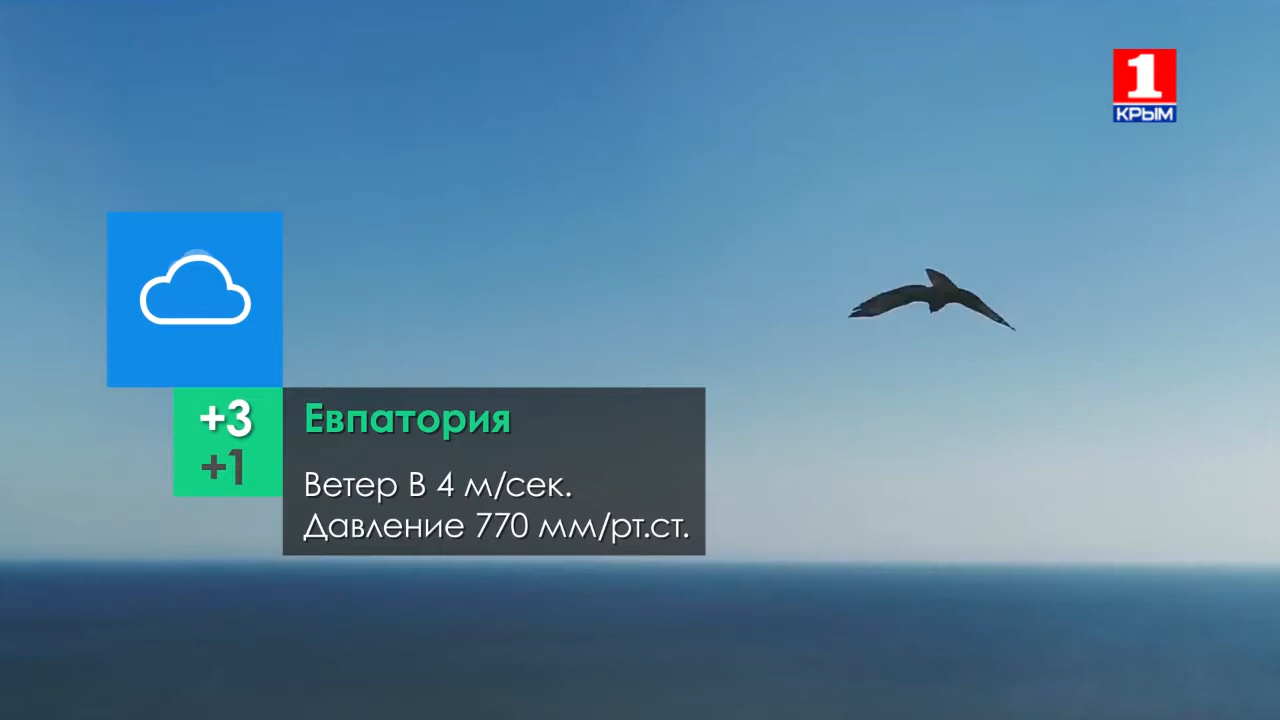 1
КРЫМ
+3
+1
Евпатория
Ветер В 4 м/сек.
Давление 770 мм/рт.ст.